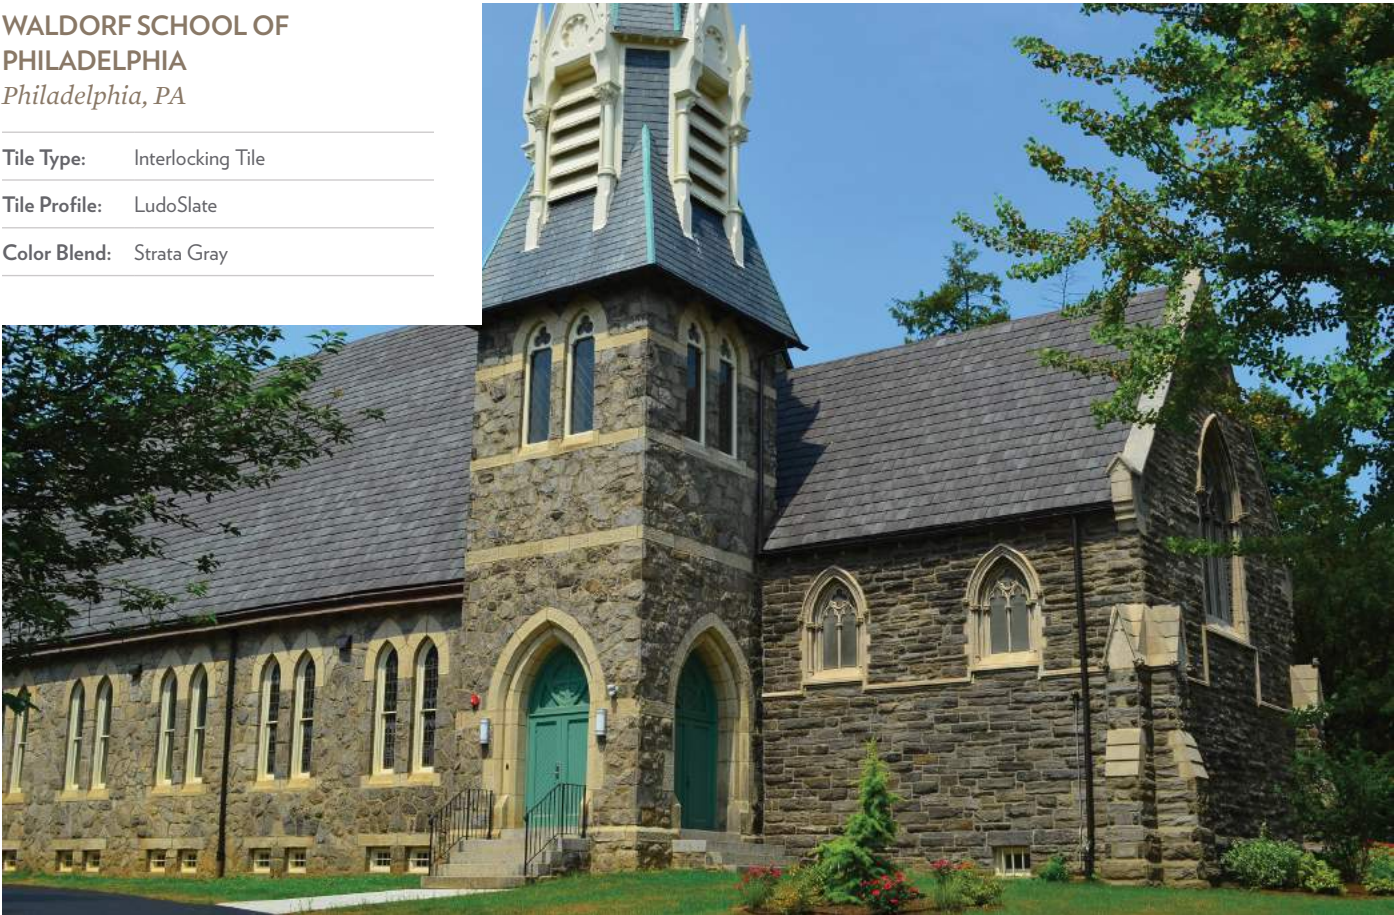 WALDORF SCHOOL OF
PHILADELPHIA
Philadelphia, PA
Tile Type: Interlocking Tile
Tile Profile: LudoSlate
Color Blend: Strata Gray